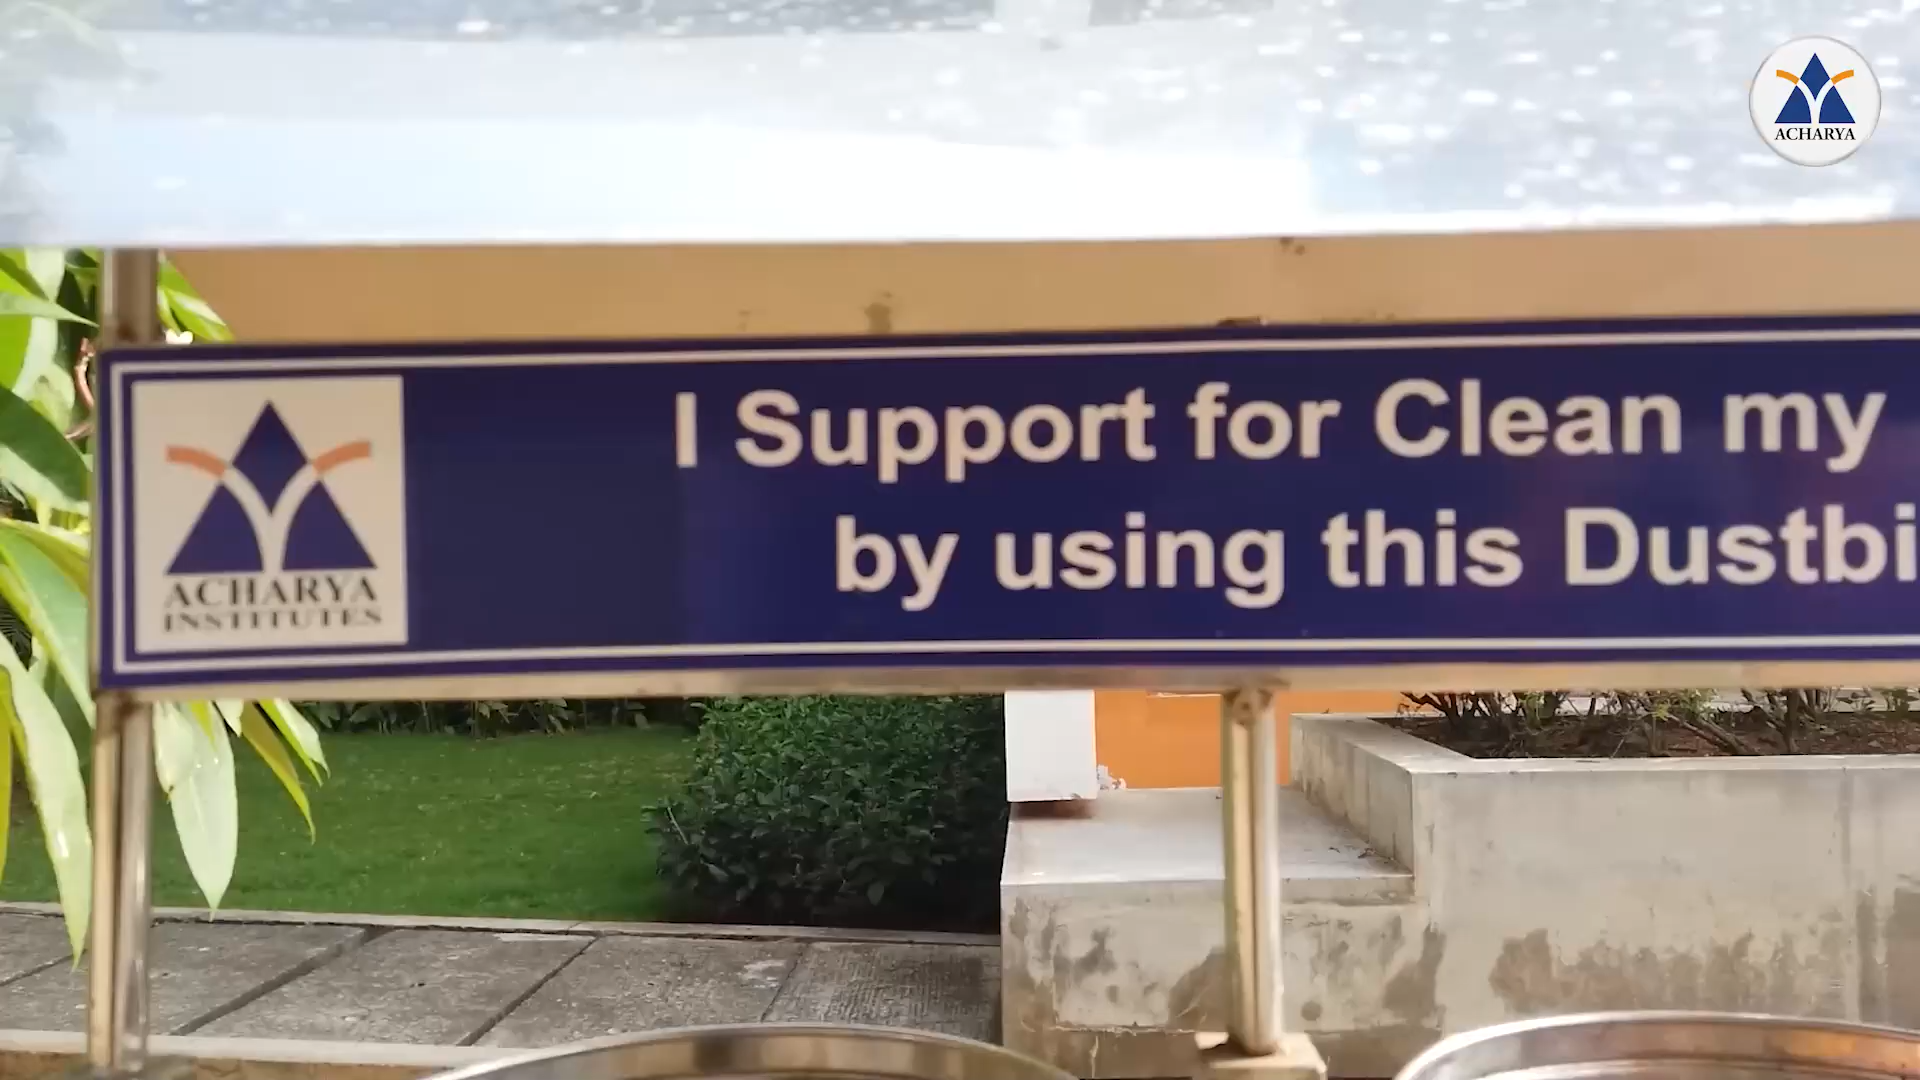 ACHARYA
I Support for Clean my
by using this Dustbi
ACHARYA
INSTITUTES